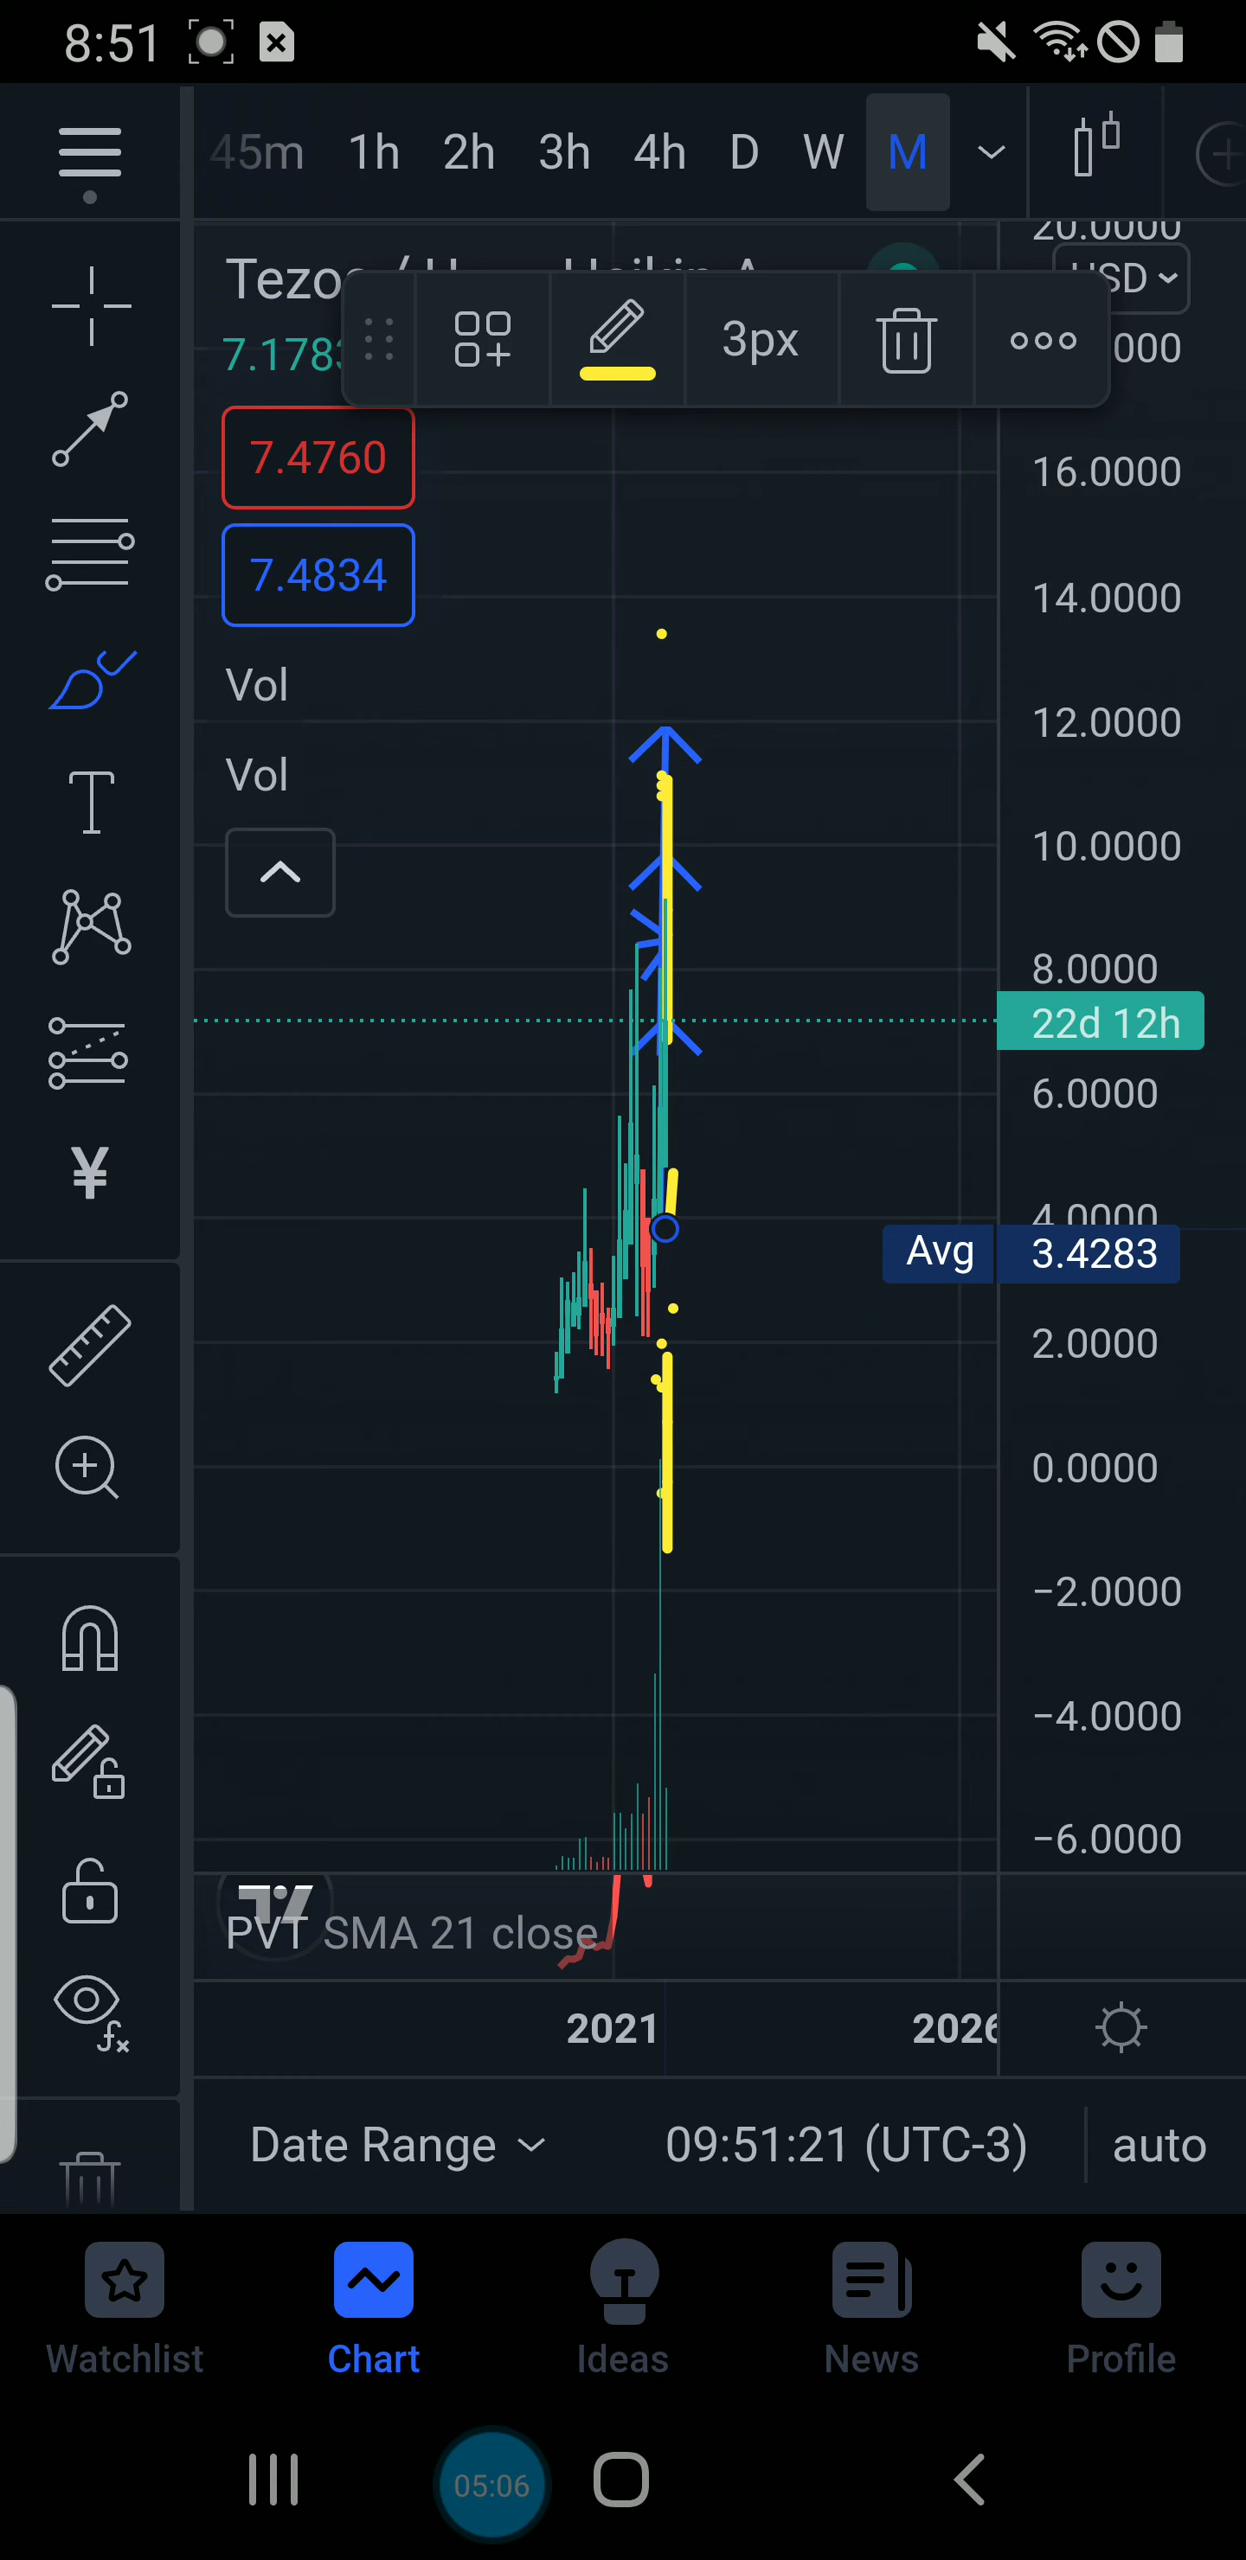 8:51
45m 1h 2h 3h 4h D W M
20.0000
USD
7.178
3px
000
7.4760
16.0000
7.4834
14.0000
Vol
12.0000
Vol
10.0000
8.0000
22d 12h
6.0000
4.0000
Avg 3.4283
2.0000
0.0000
−2.0000
−4.0000
−6.0000
PVT SMA 21 close
2021 2026
Date Range 09:51:21 (UTC-3) auto
Watchlist Chart Ideas News Profile
05:06